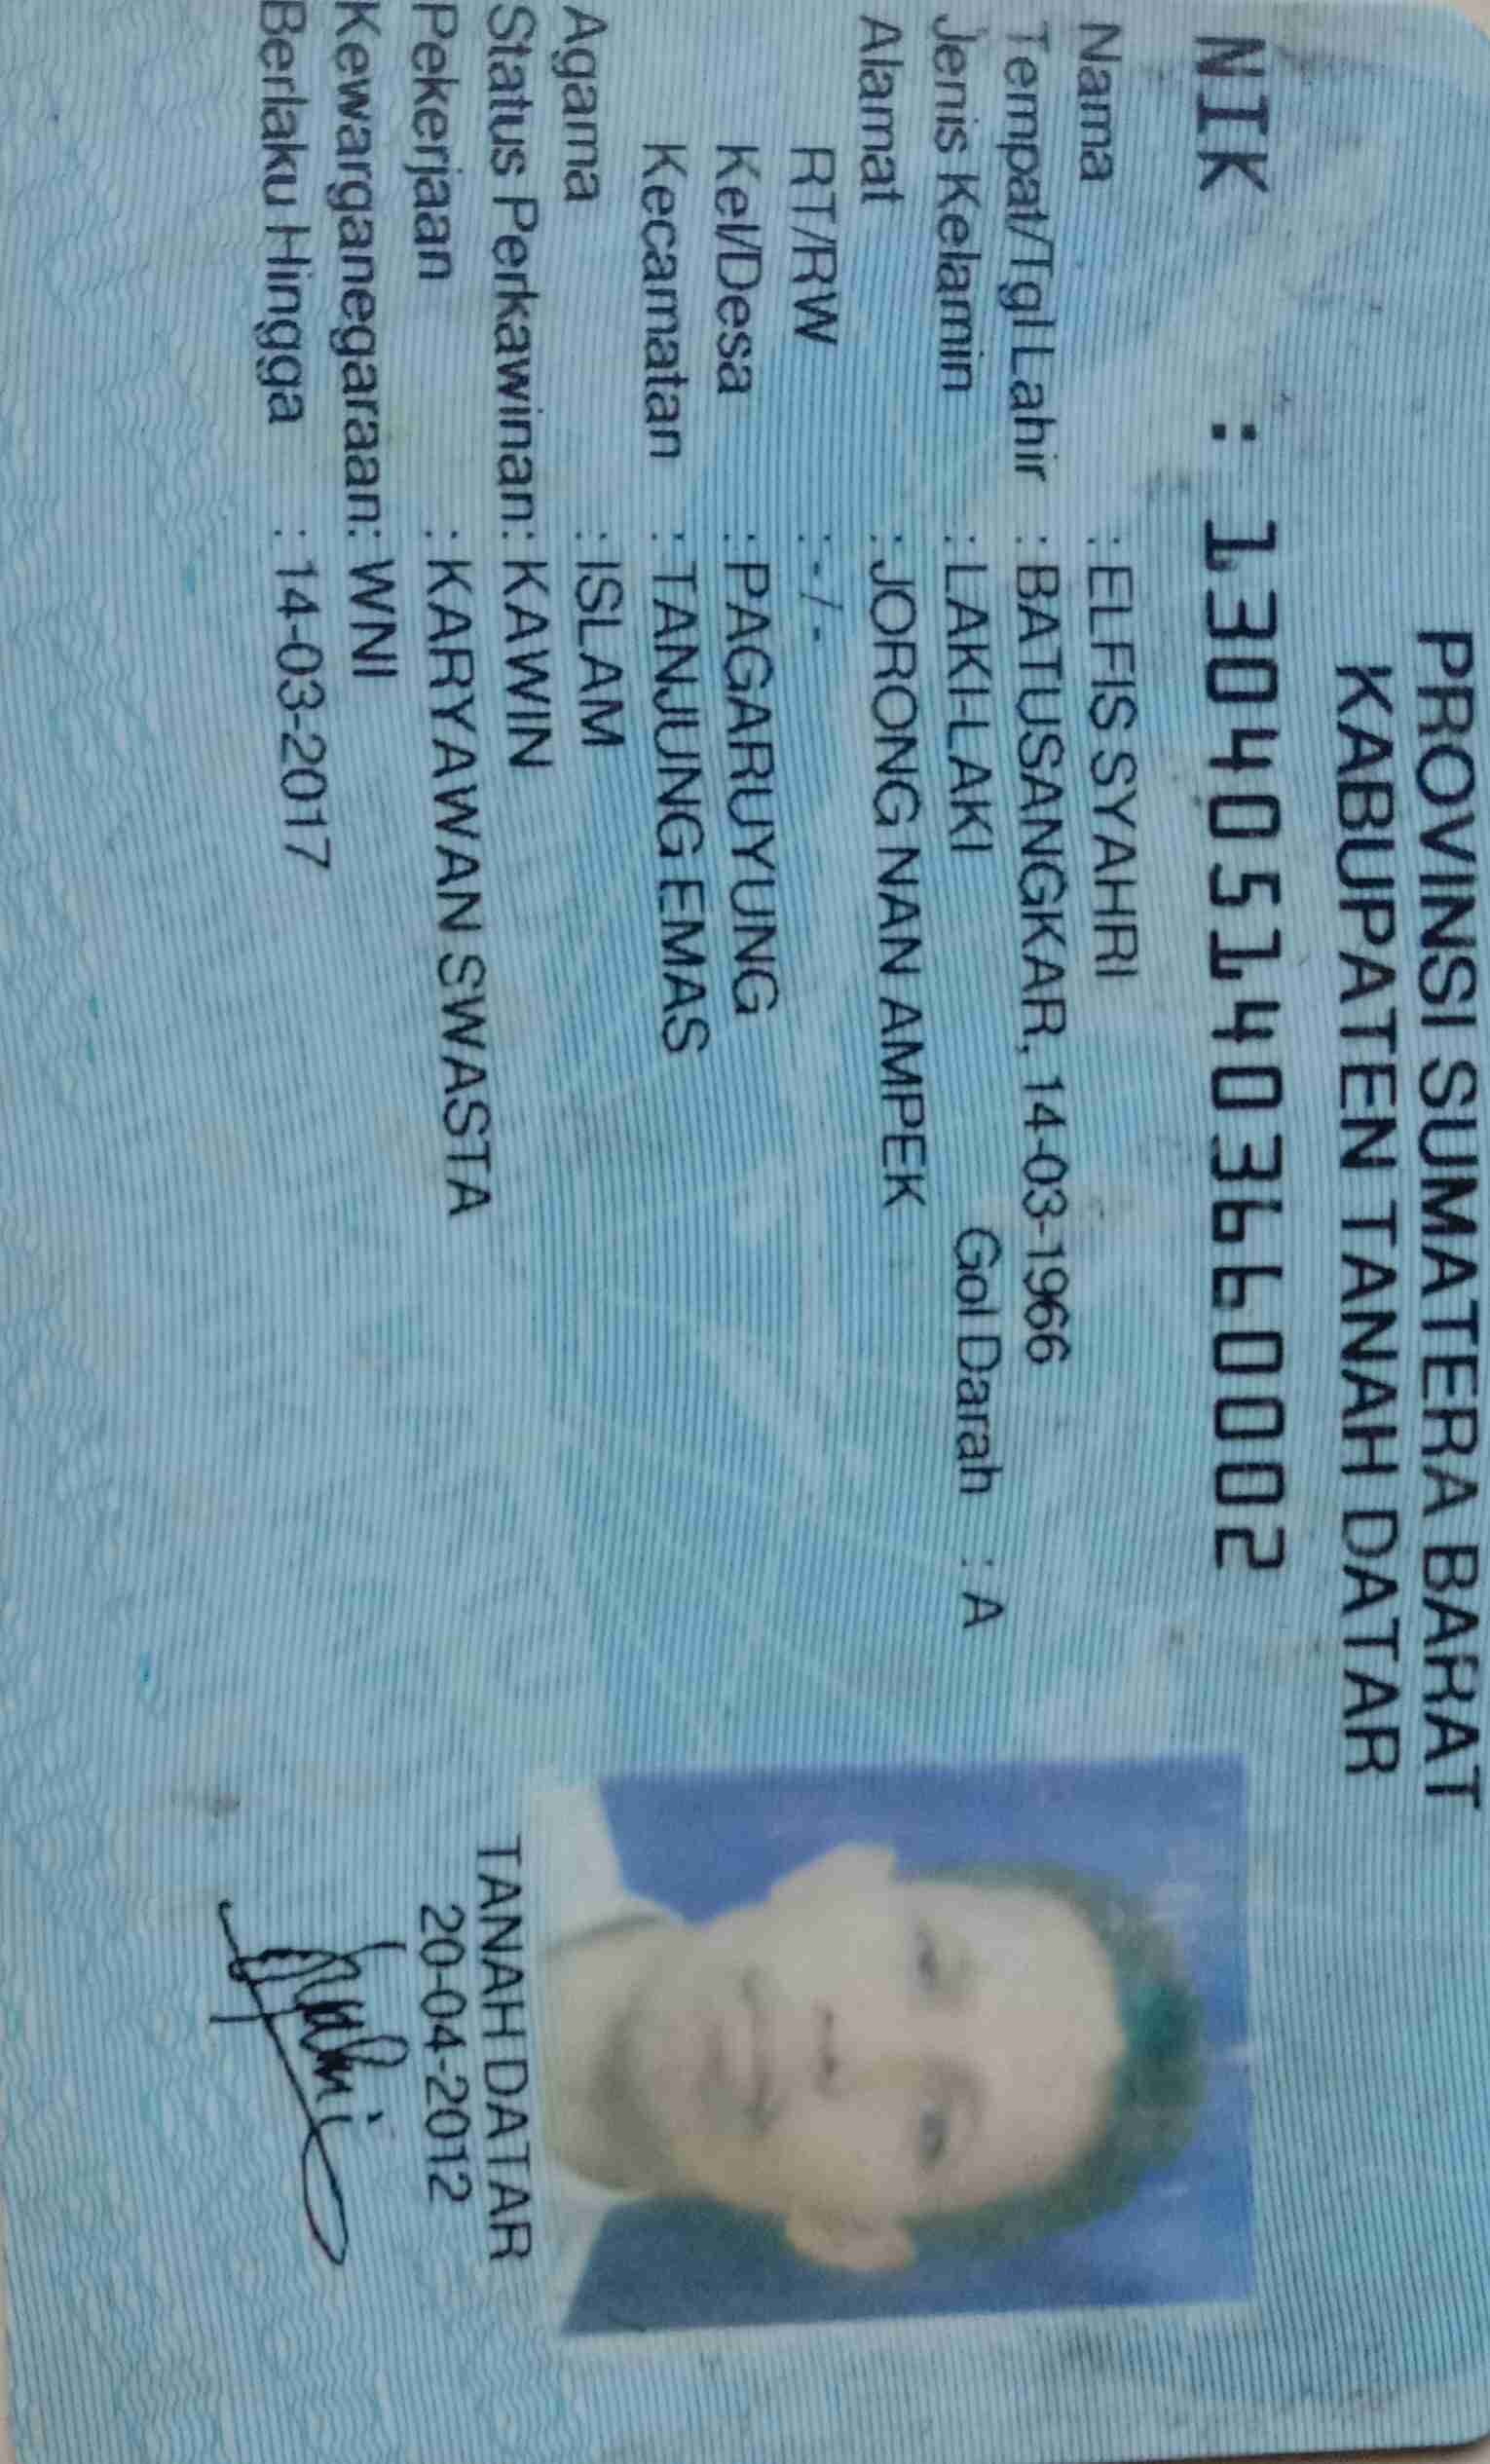 PROVINSI SUMATERA BARAT
KABUPATEN TANAH DATAR
NIK : 1304051403660002
Nama : ELFIS SYAHRI
Tempat/Tgl Lahir : BATUSANGKAR, 14-03-1966
Jenis Kelamin : LAKI-LAKI Gol Darah : A
Alamat : JORONG NAN AMPEK
RT/RW : -/-
Kel/Desa : PAGARUYUNG
Kecamatan : TANJUNG EMAS
Agama : ISLAM
Status Perkawinan: KAWIN
Pekerjaan : KARYAWAN SWASTA
Kewarganegaraan: WNI
Berlaku Hingga : 14-03-2017
TANAH DATAR
20-04-2012